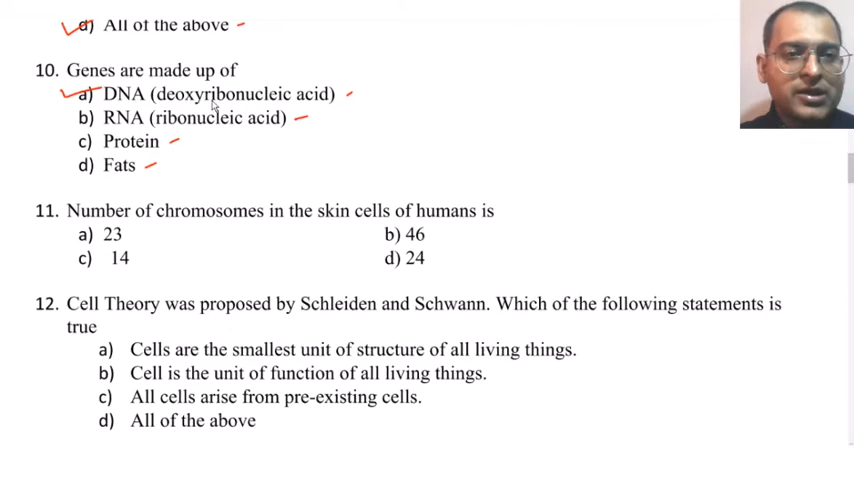 d) All of the above
10. Genes are made up of
a) DNA (deoxyribonucleic acid)
b) RNA (ribonucleic acid)
c) Protein
d) Fats
11. Number of chromosomes in the skin cells of humans is
a) 23 b) 46
c) 14 d) 24
12. Cell Theory was proposed by Schleiden and Schwann. Which of the following statements is
true
a) Cells are the smallest unit of structure of all living things.
b) Cell is the unit of function of all living things.
c) All cells arise from pre-existing cells.
d) All of the above